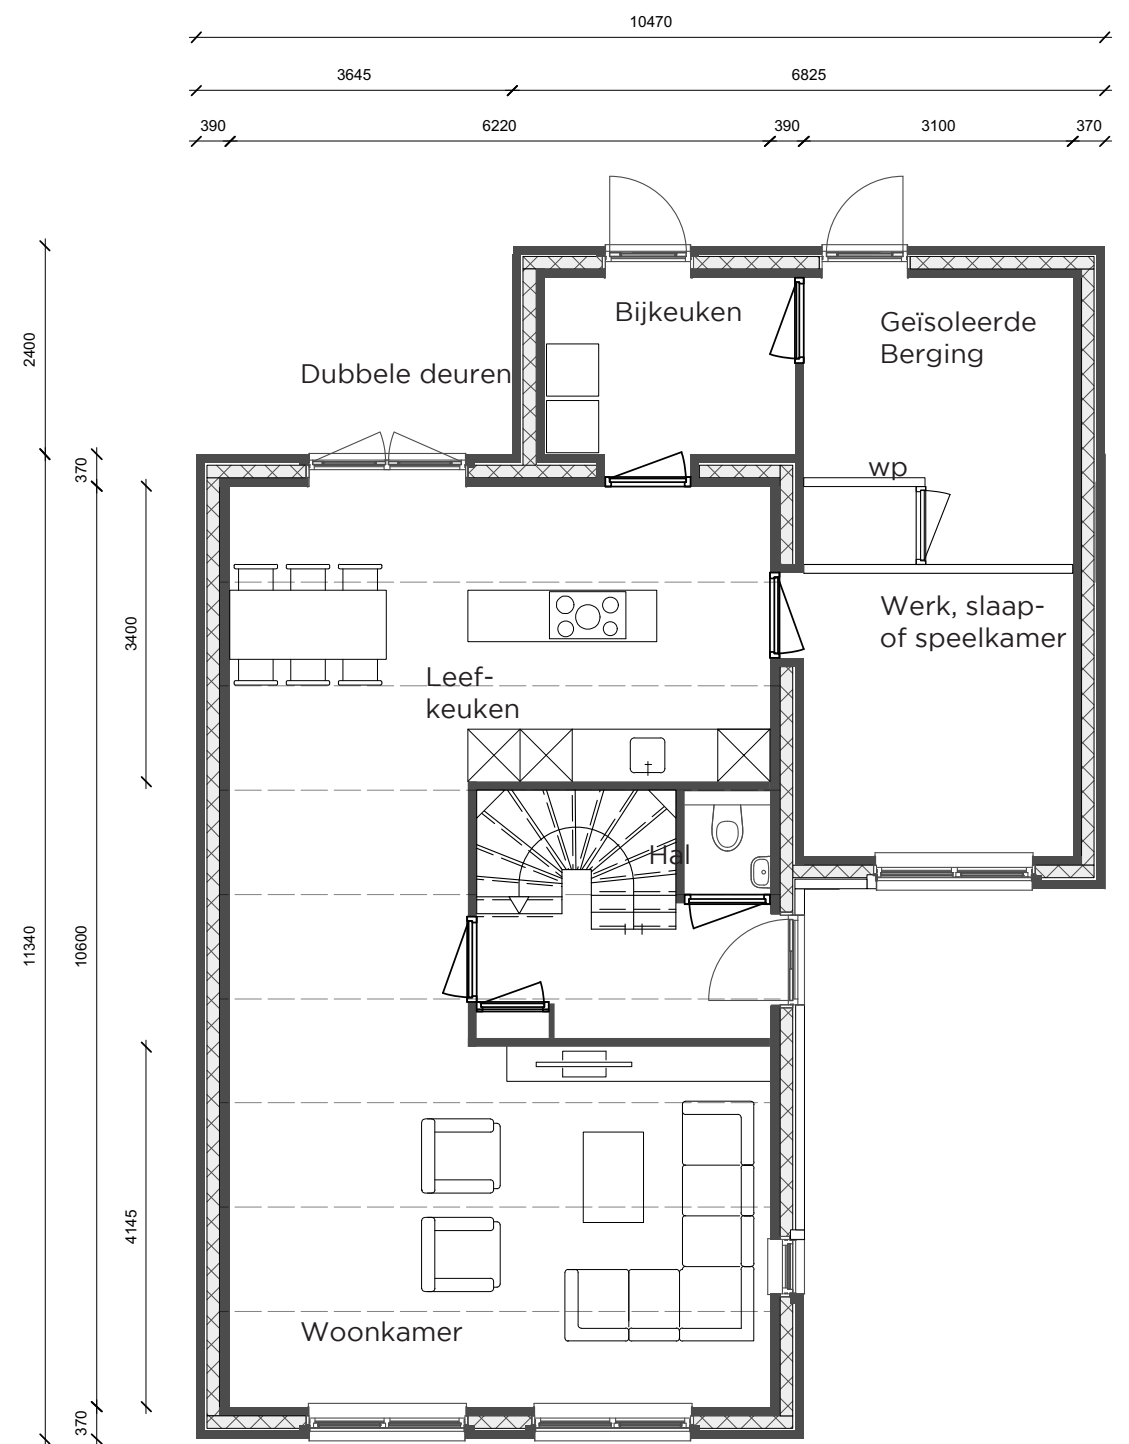 10470
3645
6825
390
6220
390
3100
370
Bijkeuken
Geïsoleerde
Berging
2400
Dubbele deuren
370
wp
Werk, slaap-
of speelkamer
3400
Leef-
keuken
Hal
11340
10600
4145
Woonkamer
370